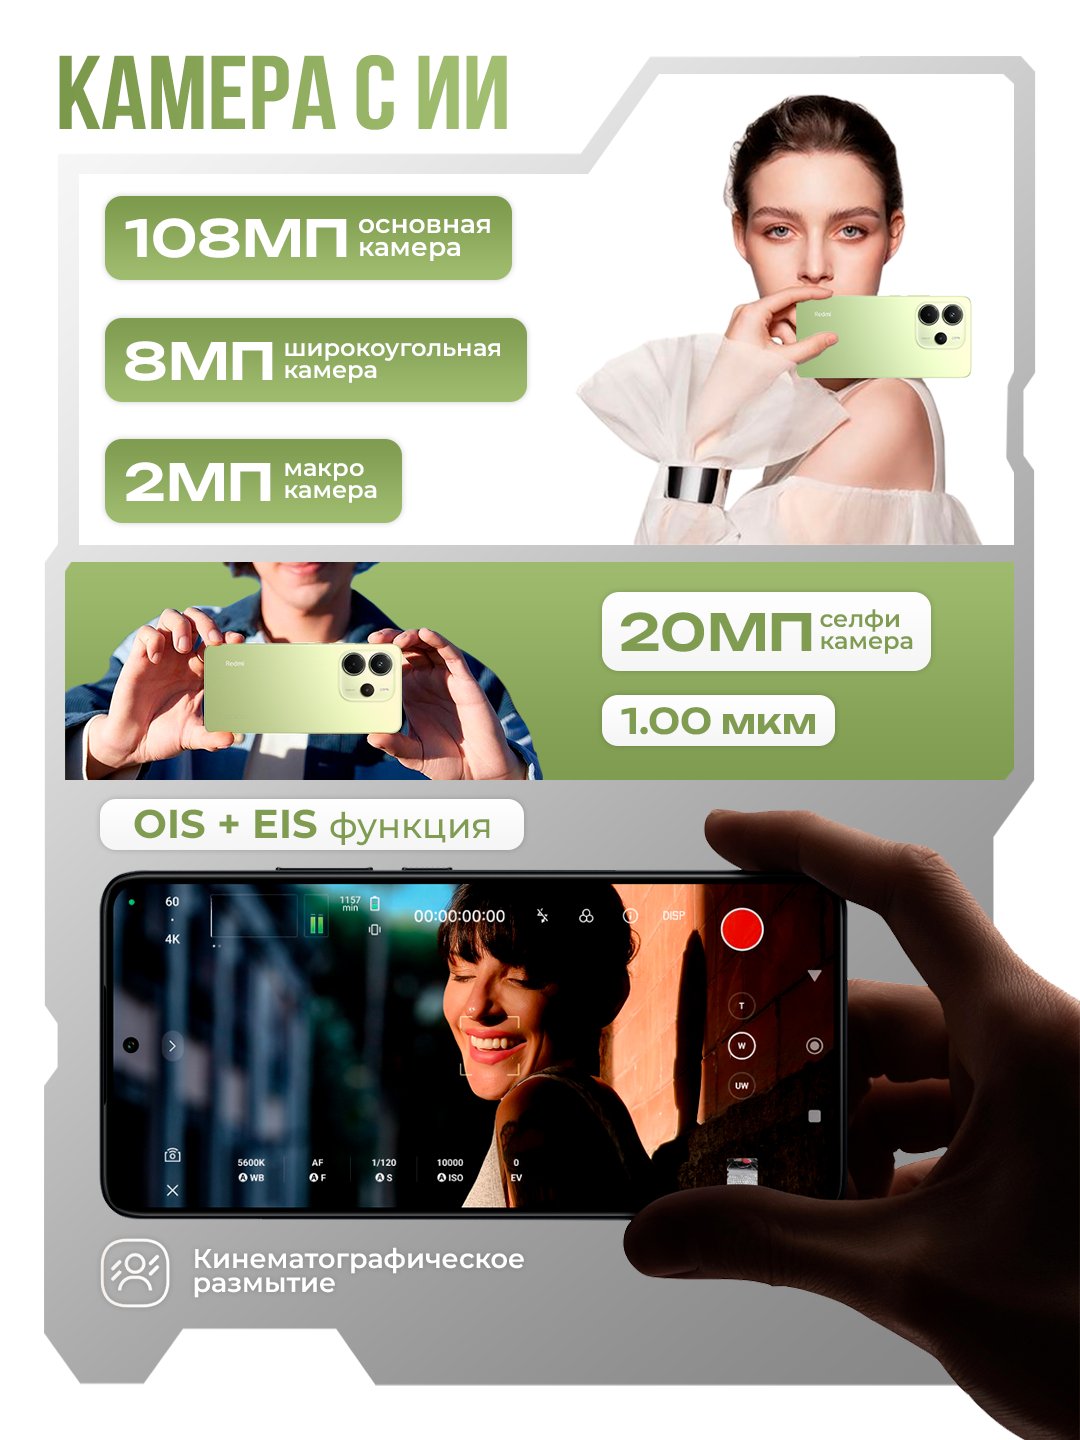 КАМЕРА С ИИ
108МП основная
камера
8МП широкоугольная
камера
2МП макро
камера
Redmi
20МП селфи
камера
1.00 мкм
Redmi
OIS + EIS функция
60
4K
1157
min
00:00:00:00
DISP
T
W
UW
5600K AF 1/120 10000 0
A WB A F A S A ISO EV
Кинематографическое
размытие